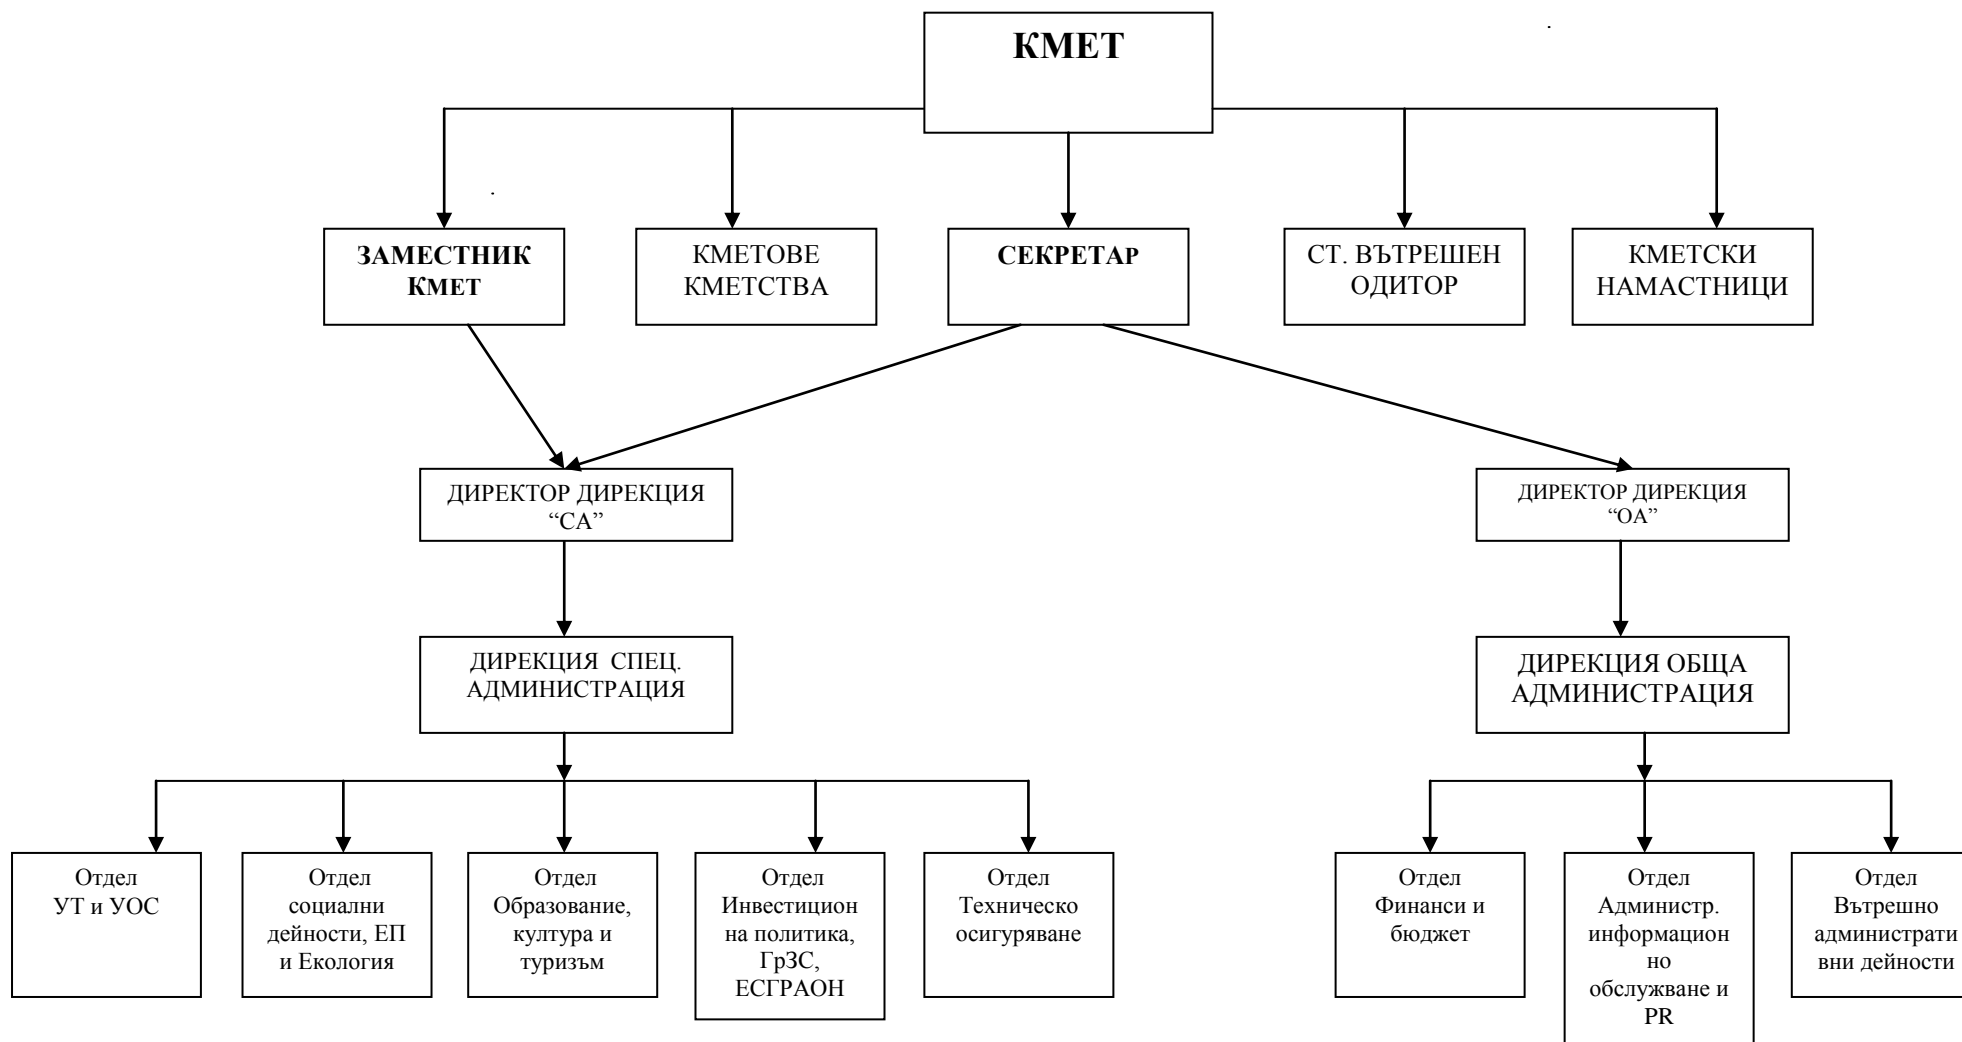 КМЕТ
ЗАМЕСТНИК
КМЕТ
КМЕТОВЕ
КМЕТСТВА
СЕКРЕТАР
СТ. ВЪТРЕШЕН
ОДИТОР
КМЕТСКИ
НАМАСТНИЦИ
ДИРЕКТОР ДИРЕКЦИЯ
“СА”
ДИРЕКТОР ДИРЕКЦИЯ
“ОА”
ДИРЕКЦИЯ СПЕЦ.
АДМИНИСТРАЦИЯ
ДИРЕКЦИЯ ОБЩА
АДМИНИСТРАЦИЯ
Отдел
УТ и УОС
Отдел
социални
дейности, ЕП
и Екология
Отдел
Образование,
култура и
туризъм
Отдел
Инвестицион
на политика,
ГрЗС,
ЕСГРАОН
Отдел
Техническо
осигуряване
Отдел
Финанси и
бюджет
Отдел
Администр.
информацион
но
обслужване и
PR
Отдел
Вътрешно
администрати
вни дейности